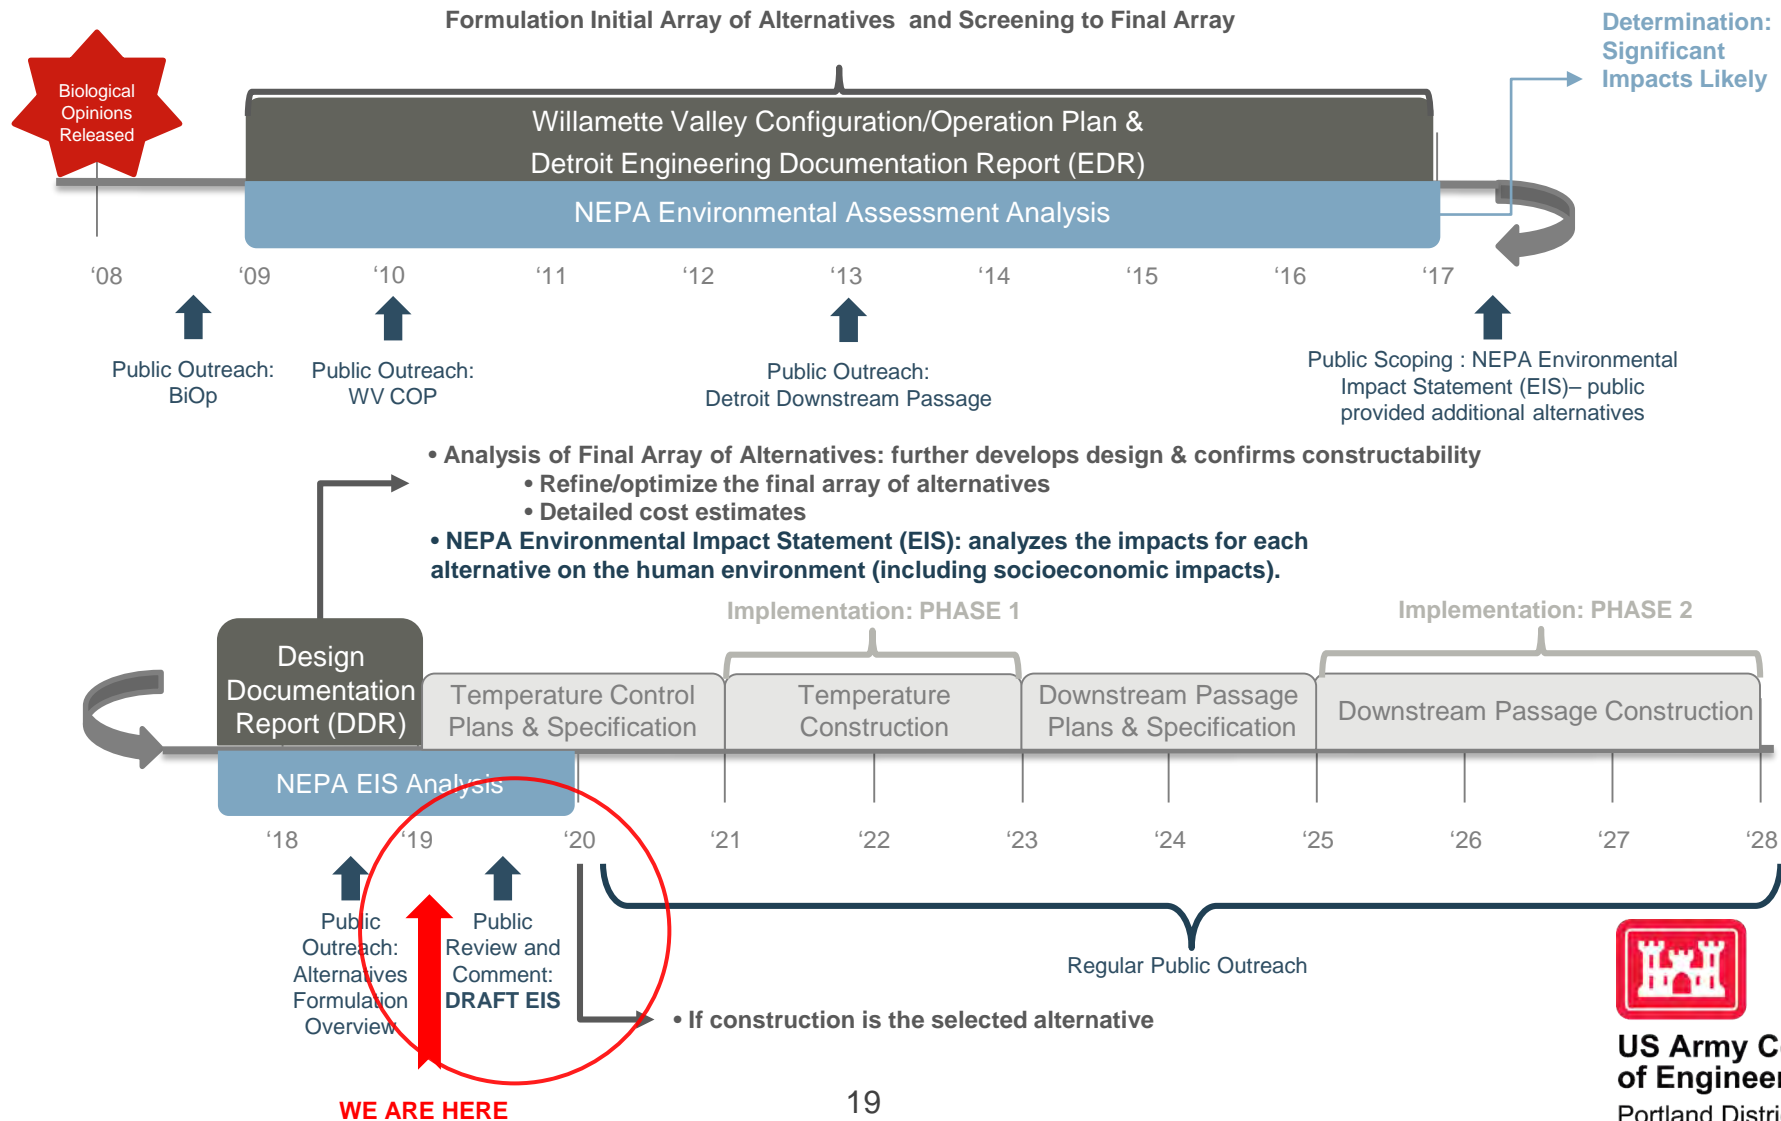 Formulation Initial Array of Alternatives and Screening to Final Array
Determination:
Significant
Impacts Likely
Biological
Opinions
Released
Willamette Valley Configuration/Operation Plan &
Detroit Engineering Documentation Report (EDR)
NEPA Environmental Assessment Analysis
‘08
‘09
‘10
‘11
‘12
‘13
‘14
‘15
‘16
‘17
Public Outreach:
BiOp
Public Outreach:
WV COP
Public Outreach:
Detroit Downstream Passage
Public Scoping : NEPA Environmental
Impact Statement (EIS)– public
provided additional alternatives
• Analysis of Final Array of Alternatives: further develops design & confirms constructability
• Refine/optimize the final array of alternatives
• Detailed cost estimates
• NEPA Environmental Impact Statement (EIS): analyzes the impacts for each
alternative on the human environment (including socioeconomic impacts).
Implementation: PHASE 1
Implementation: PHASE 2
Design
Documentation
Report (DDR)
Temperature Control
Plans & Specification
Temperature
Construction
Downstream Passage
Plans & Specification
Downstream Passage Construction
NEPA EIS Analysis
‘18
‘19
‘20
‘21
‘22
‘23
‘24
‘25
‘26
‘27
‘28
Public
Outreach:
Alternatives
Formulation
Overview
Public
Review and
Comment:
DRAFT EIS
Regular Public Outreach
• If construction is the selected alternative
WE ARE HERE
19
US Army C
of Engineer
Portland Distri